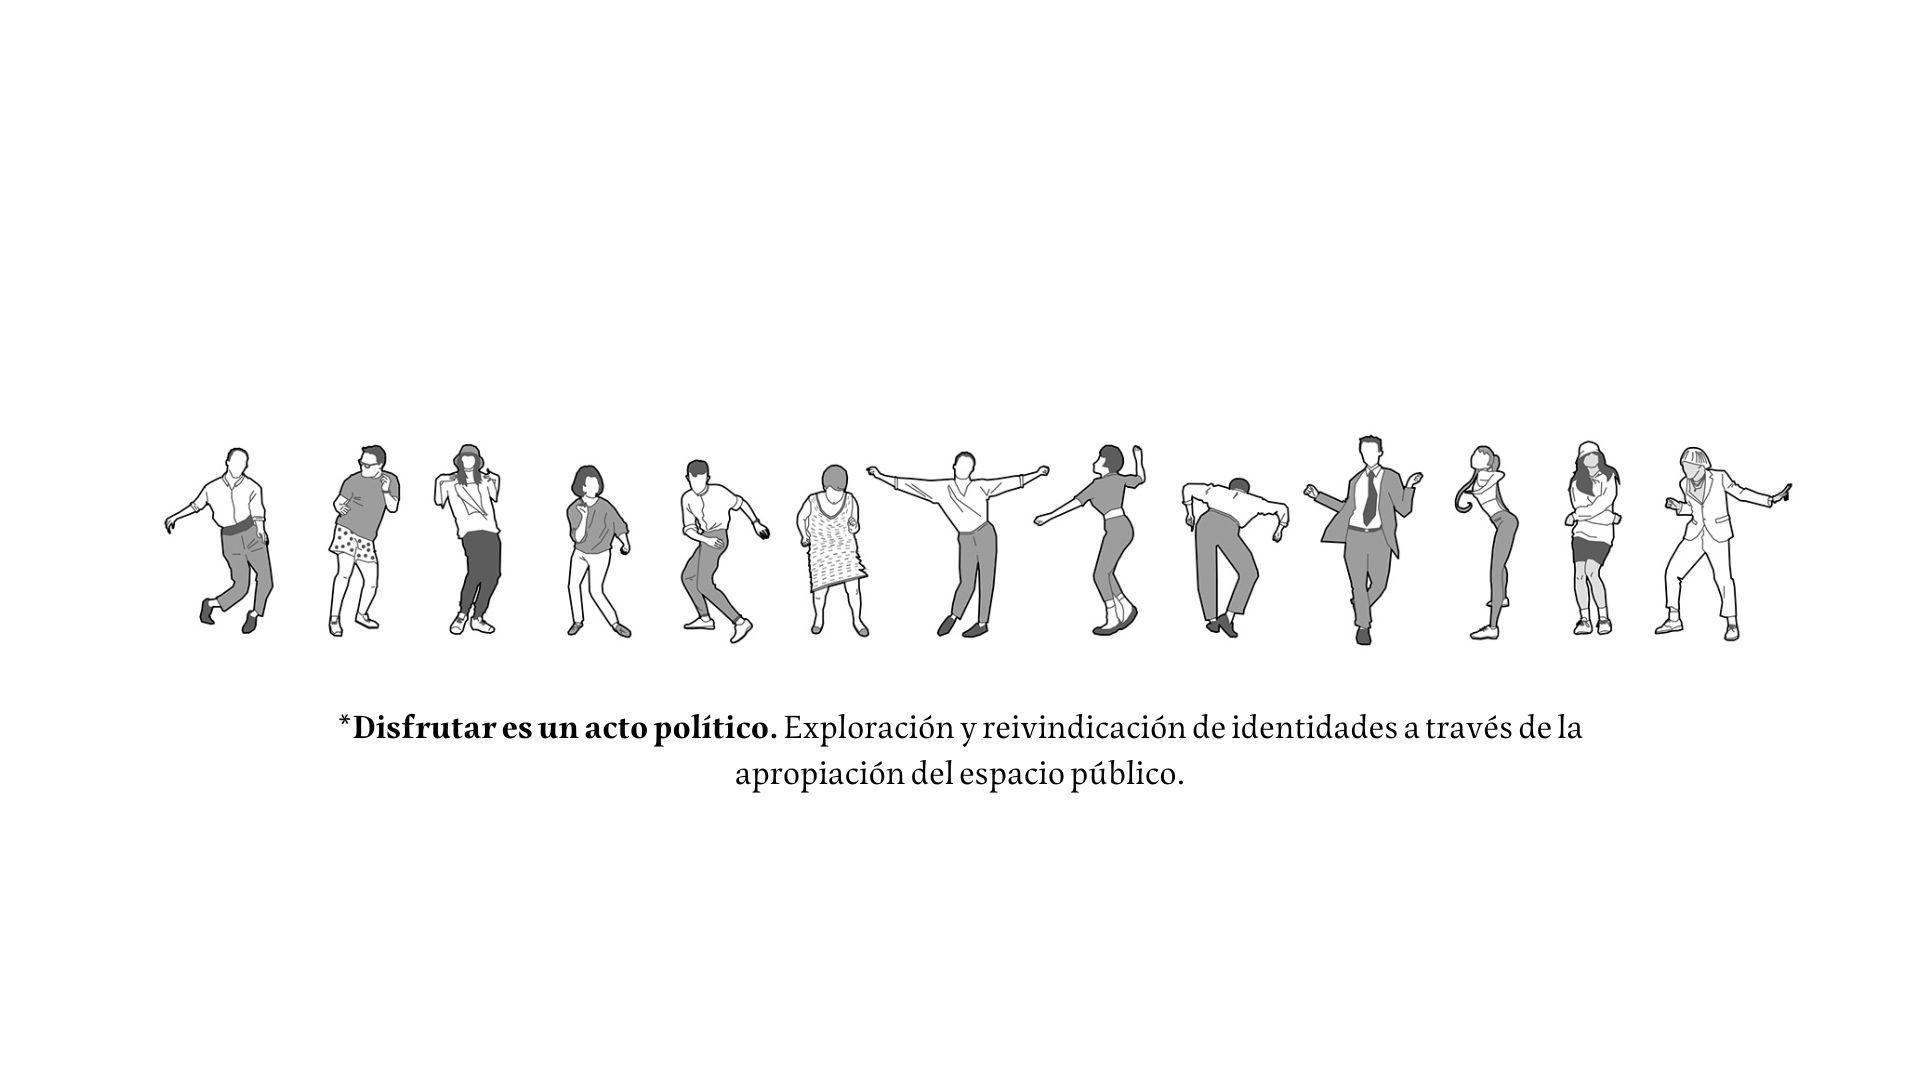 *Disfrutar es un acto político. Exploración y reivindicación de identidades a través de la
apropiación del espacio público.